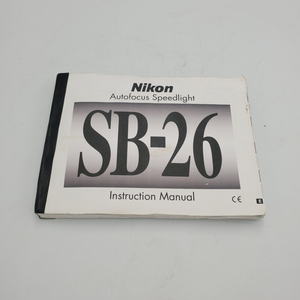 Nikon
Autofocus Speedlight
SB-26
Instruction Manual
CE
E